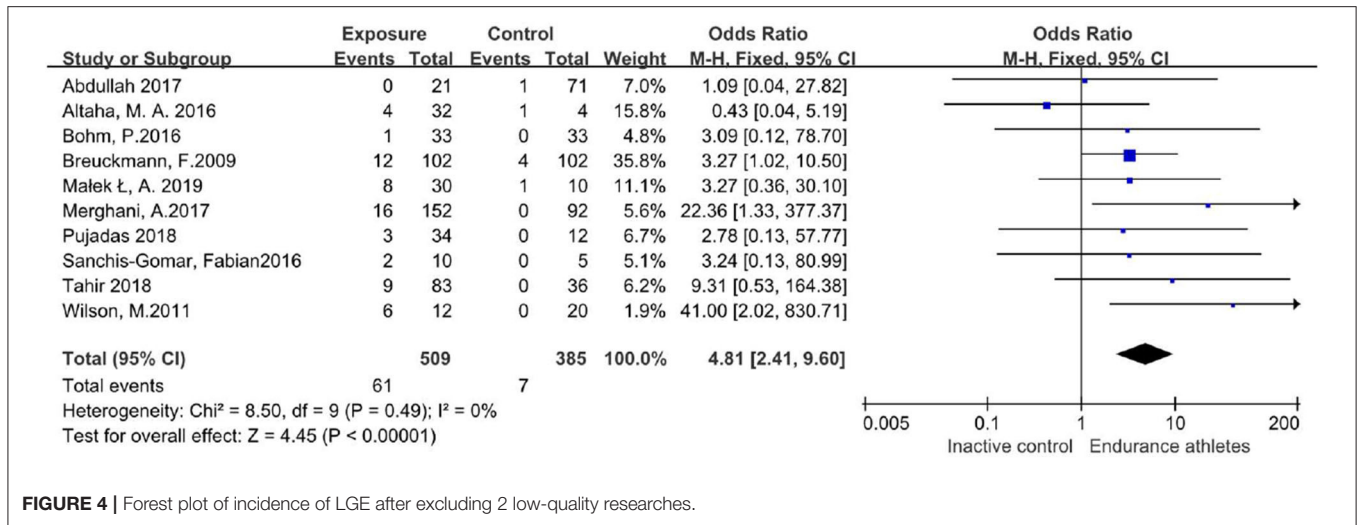 Exposure Control Odds Ratio Odds Ratio
Study or Subgroup Events Total Events Total Weight M-H, Fixed, 95% CI M-H, Fixed, 95% CI
Abdullah 2017 0 21 1 71 7.0% 1.09 [0.04, 27.82]
Altaha, M. A. 2016 4 32 1 4 15.8% 0.43 [0.04, 5.19]
Bohm, P.2016 1 33 0 33 4.8% 3.09 [0.12, 78.70]
Breuckmann, F.2009 12 102 4 102 35.8% 3.27 [1.02, 10.50]
Małek Ł, A. 2019 8 30 1 10 11.1% 3.27 [0.36, 30.10]
Merghani, A.2017 16 152 0 92 5.6% 22.36 [1.33, 377.37]
Pujadas 2018 3 34 0 12 6.7% 2.78 [0.13, 57.77]
Sanchis-Gomar, Fabian2016 2 10 0 5 5.1% 3.24 [0.13, 80.99]
Tahir 2018 9 83 0 36 6.2% 9.31 [0.53, 164.38]
Wilson, M.2011 6 12 0 20 1.9% 41.00 [2.02, 830.71]
Total (95% CI) 509 385 100.0% 4.81 [2.41, 9.60]
Total events 61 7
Heterogeneity: Chi² = 8.50, df = 9 (P = 0.49); I² = 0%
Test for overall effect: Z = 4.45 (P < 0.00001)
0.005 0.1 1 10 200
Inactive control Endurance athletes
FIGURE 4 | Forest plot of incidence of LGE after excluding 2 low-quality researches.